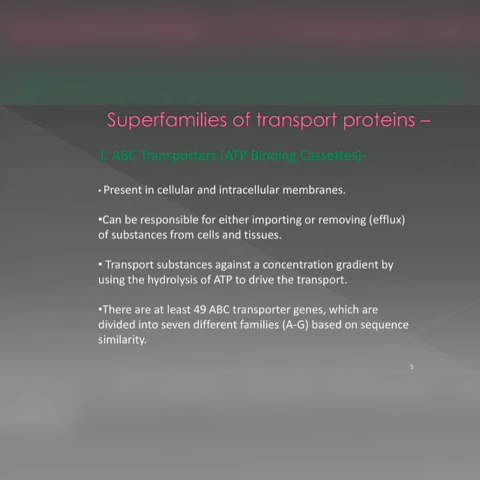 Superfamilies of transport proteins –
1. ABC Transporters (ATP Binding Cassettes)-
• Present in cellular and intracellular membranes.
•Can be responsible for either importing or removing (efflux)
of substances from cells and tissues.
• Transport substances against a concentration gradient by
using the hydrolysis of ATP to drive the transport.
•There are at least 49 ABC transporter genes, which are
divided into seven different families (A-G) based on sequence
similarity.
5